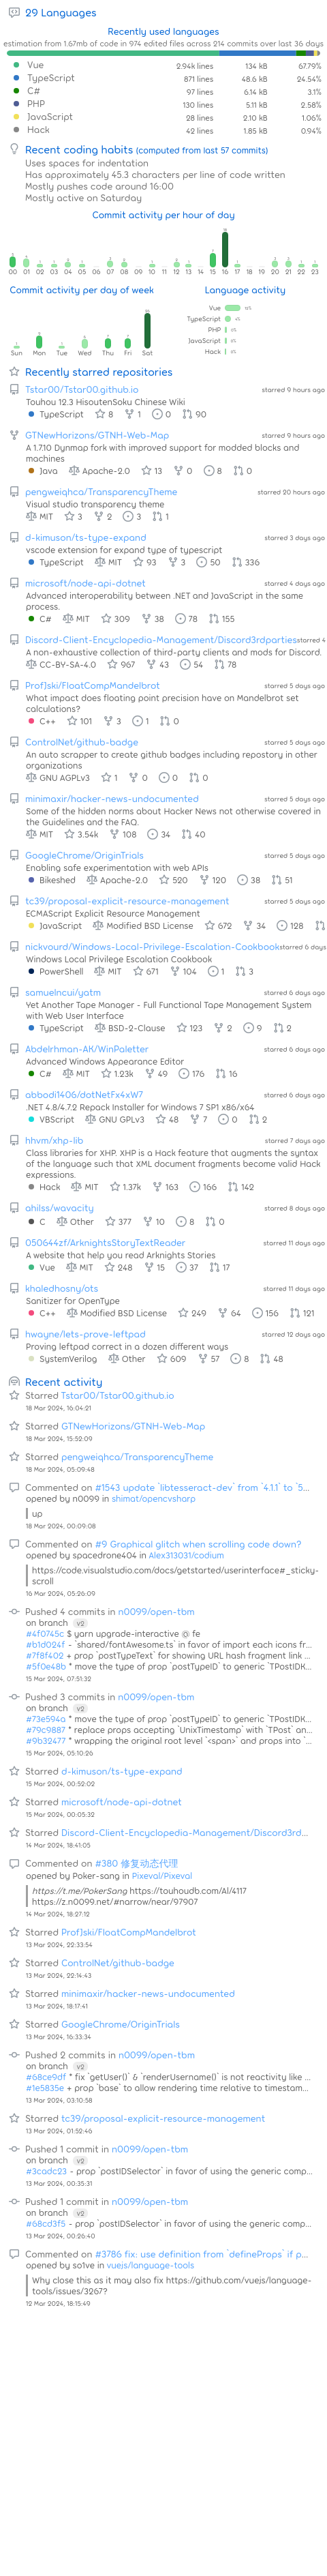 29 Languages
Recently used languages
estimation from 1.67mb of code in 974 edited files across 214 commits over last 36 days
Vue 2.94k lines 134 kB 67.79%
TypeScript 871 lines 48.6 kB 24.54%
C# 97 lines 6.14 kB 3.1%
PHP 130 lines 5.11 kB 2.58%
JavaScript 28 lines 2.10 kB 1.06%
Hack 42 lines 1.85 kB 0.94%
Recent coding habits (computed from last 57 commits)
Uses spaces for indentation
Has approximately 45.3 characters per line of code written
Mostly pushes code around 16:00
Mostly active on Saturday
Commit activity per hour of day
00 01 02 03 04 05 06 07 08 09 10 11 12 13 14 15 16 17 18 19 20 21 22 23
Commit activity per day of week
Language activity
Vue
TypeScript
PHP
JavaScript
Hack
Sun Mon Tue Wed Thu Fri Sat
Recently starred repositories
Tstar00/Tstar00.github.io starred 9 hours ago
Touhou 12.3 HisoutenSoku Chinese Wiki
TypeScript 8 1 0 90
GTNewHorizons/GTNH-Web-Map starred 9 hours ago
A 1.7.10 Dynmap fork with improved support for modded blocks and
machines
Java Apache-2.0 13 0 8 0
pengweiqhca/TransparencyTheme starred 20 hours ago
Visual studio transparency theme
MIT 3 2 3 1
d-kimuson/ts-type-expand starred 3 days ago
vscode extension for expand type of typescript
TypeScript MIT 93 3 50 336
microsoft/node-api-dotnet starred 4 days ago
Advanced interoperability between .NET and JavaScript in the same
process.
C# MIT 309 38 78 155
Discord-Client-Encyclopedia-Management/Discord3rdparties starred 4
A non-exhaustive collection of third-party clients and mods for Discord.
CC-BY-SA-4.0 967 43 54 78
ProfJski/FloatCompMandelbrot starred 5 days ago
What impact does floating point precision have on Mandelbrot set
calculations?
C++ 101 3 1 0
ControlNet/github-badge starred 5 days ago
An auto scrapper to create github badges including repository in other
organizations
GNU AGPLv3 1 0 0 0
minimaxir/hacker-news-undocumented starred 5 days ago
Some of the hidden norms about Hacker News not otherwise covered in
the Guidelines and the FAQ.
MIT 3.54k 108 34 40
GoogleChrome/OriginTrials starred 5 days ago
Enabling safe experimentation with web APIs
Bikeshed Apache-2.0 520 120 38 51
tc39/proposal-explicit-resource-management starred 5 days ago
ECMAScript Explicit Resource Management
JavaScript Modified BSD License 672 34 128
nickvourd/Windows-Local-Privilege-Escalation-Cookbook starred 6 days
Windows Local Privilege Escalation Cookbook
PowerShell MIT 671 104 1 3
samuelncui/yatm starred 6 days ago
Yet Another Tape Manager - Full Functional Tape Management System
with Web User Interface
TypeScript BSD-2-Clause 123 2 9 2
Abdelrhman-AK/WinPaletter starred 6 days ago
Advanced Windows Appearance Editor
C# MIT 1.23k 49 176 16
abbodi1406/dotNetFx4xW7 starred 6 days ago
.NET 4.8/4.7.2 Repack Installer for Windows 7 SP1 x86/x64
VBScript GNU GPLv3 48 7 0 2
hhvm/xhp-lib starred 7 days ago
Class libraries for XHP. XHP is a Hack feature that augments the syntax
of the language such that XML document fragments become valid Hack
expressions.
Hack MIT 1.37k 163 166 142
ahilss/wavacity starred 8 days ago
C Other 377 10 8 0
050644zf/ArknightsStoryTextReader starred 11 days ago
A website that help you read Arknights Stories
Vue MIT 248 15 37 17
khaledhosny/ots starred 11 days ago
Sanitizer for OpenType
C++ Modified BSD License 249 64 156 121
hwayne/lets-prove-leftpad starred 12 days ago
Proving leftpad correct in a dozen different ways
SystemVerilog Other 609 57 8 48
Recent activity
Starred Tstar00/Tstar00.github.io
18 Mar 2024, 16:04:21
Starred GTNewHorizons/GTNH-Web-Map
18 Mar 2024, 15:52:09
Starred pengweiqhca/TransparencyTheme
18 Mar 2024, 05:09:48
Commented on #1543 update `libtesseract-dev` from `4.1.1` to `5...
opened by n0099 in shimat/opencvsharp
up
18 Mar 2024, 00:09:08
Commented on #9 Graphical glitch when scrolling code down?
opened by spacedrone404 in Alex313031/codium
https://code.visualstudio.com/docs/getstarted/userinterface#_sticky-
scroll
16 Mar 2024, 05:26:09
Pushed 4 commits in n0099/open-tbm
on branch v2
#4f0745c $ yarn upgrade-interactive @ fe
#b1d024f - `shared/fontAwesome.ts` in favor of import each icons fr...
#7f8f402 + prop `postTypeText` for showing URL hash fragment link ...
#5f0e48b * move the type of prop `postTypeID` to generic `TPostIDK...
15 Mar 2024, 07:51:32
Pushed 3 commits in n0099/open-tbm
on branch v2
#73e594a * move the type of prop `postTypeID` to generic `TPostIDK...
#79c9887 * replace props accepting `UnixTimestamp` with `TPost` an...
#9b32477 * wrapping the original root level `<span>` and props into `...
15 Mar 2024, 05:10:26
Starred d-kimuson/ts-type-expand
15 Mar 2024, 00:52:02
Starred microsoft/node-api-dotnet
15 Mar 2024, 00:05:32
Starred Discord-Client-Encyclopedia-Management/Discord3rd...
14 Mar 2024, 18:41:05
Commented on #380 修复动态代理
opened by Poker-sang in Pixeval/Pixeval
https://t.me/PokerSang https://touhoudb.com/Al/4117
https://z.n0099.net/#narrow/near/97907
14 Mar 2024, 18:27:12
Starred ProfJski/FloatCompMandelbrot
13 Mar 2024, 22:33:54
Starred ControlNet/github-badge
13 Mar 2024, 22:14:43
Starred minimaxir/hacker-news-undocumented
13 Mar 2024, 18:17:41
Starred GoogleChrome/OriginTrials
13 Mar 2024, 16:33:34
Pushed 2 commits in n0099/open-tbm
on branch v2
#68ce9df * fix `getUser()` & `renderUsername()` is not reactivity like ...
#1e5835e + prop `base` to allow rendering time relative to timestam...
13 Mar 2024, 03:10:58
Starred tc39/proposal-explicit-resource-management
13 Mar 2024, 01:52:46
Pushed 1 commit in n0099/open-tbm
on branch v2
#3cadc23 - prop `postIDSelector` in favor of using the generic comp...
13 Mar 2024, 00:35:31
Pushed 1 commit in n0099/open-tbm
on branch v2
#68cd3f5 - prop `postIDSelector` in favor of using the generic comp...
13 Mar 2024, 00:26:40
Commented on #3786 fix: use definition from `defineProps` if p...
opened by so1ve in vuejs/language-tools
Why close this as it may also fix https://github.com/vuejs/language-
tools/issues/3267?
12 Mar 2024, 18:15:49